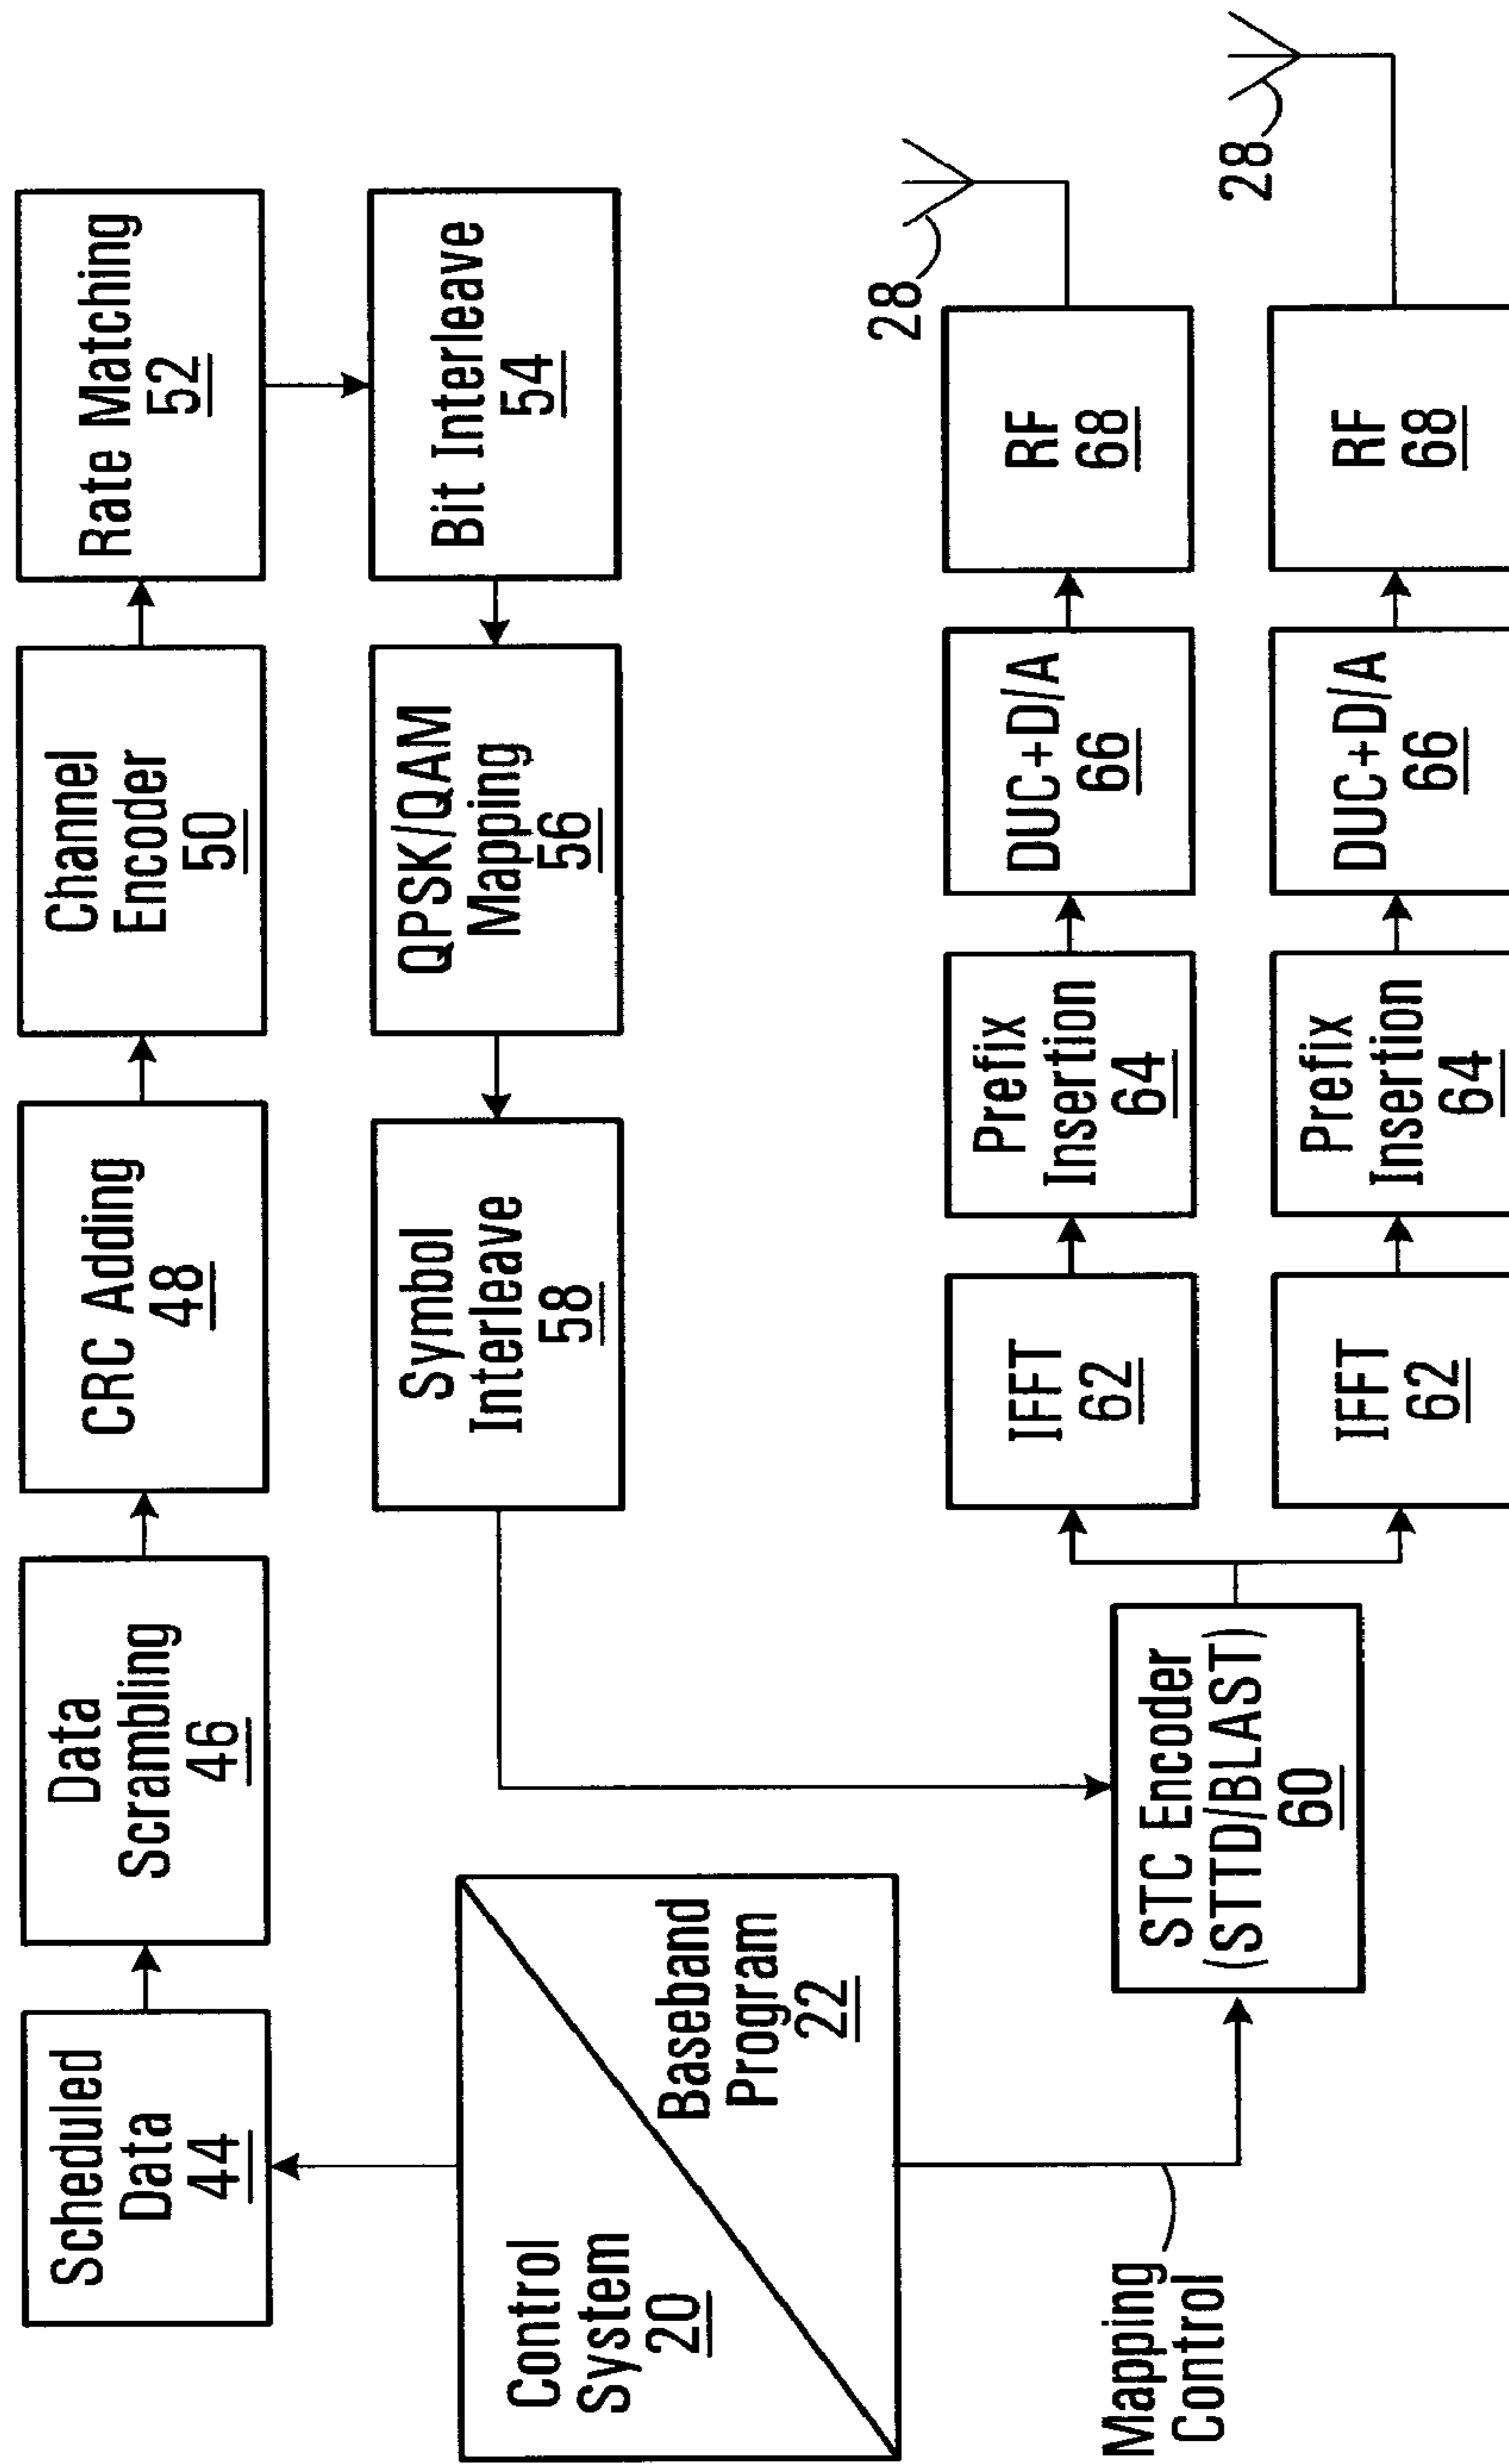 Scheduled
Data
44
Data
Scrambling
46
CRC Adding
48
Channel
Encoder
50
Rate Matching
52
Bit Interleave
54
QPSK/QAM
Mapping
56
Symbol
Interleave
58
Control
System
20
Baseband
Program
22
Mapping
Control
STC Encoder
(STTD/BLAST)
60
IFFT
62
Prefix
Insertion
64
DUC+D/A
66
RF
68
28
IFFT
62
Prefix
Insertion
64
DUC+D/A
66
RF
68
28